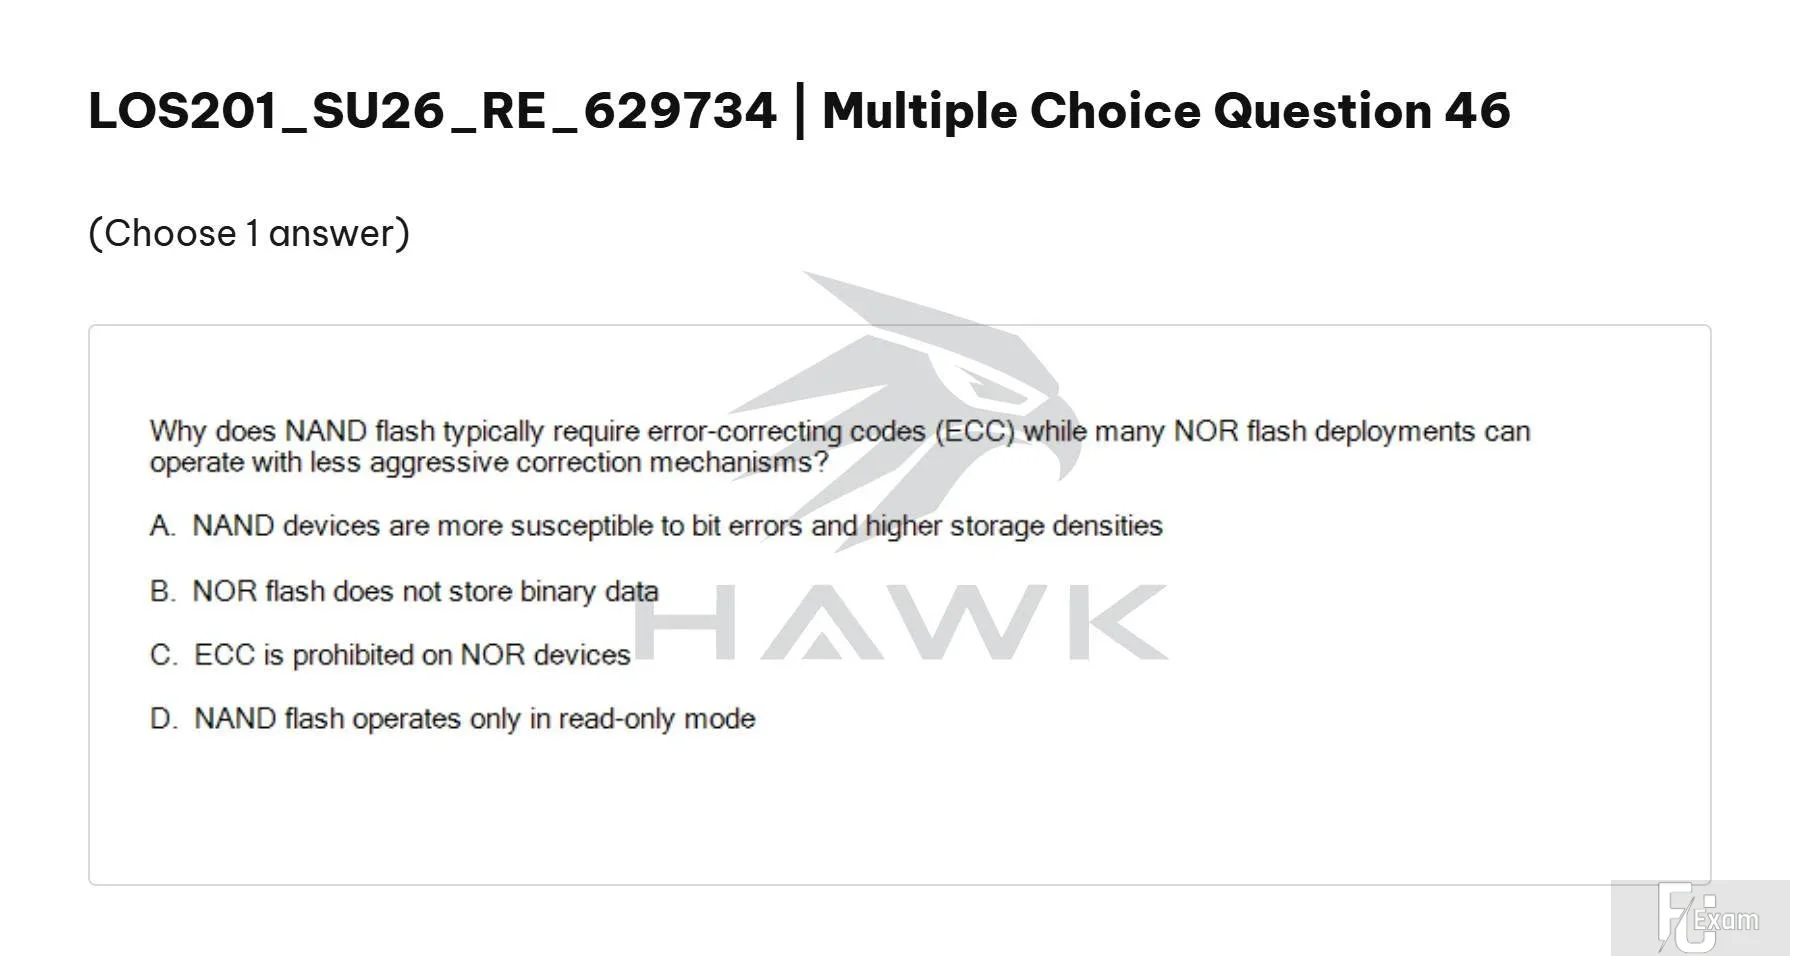 LOS201_SU26_RE_629734 | Multiple Choice Question 46
(Choose 1 answer)
Why does NAND flash typically require error-correcting codes (ECC) while many NOR flash deployments can
operate with less aggressive correction mechanisms?
A. NAND devices are more susceptible to bit errors and higher storage densities
B. NOR flash does not store binary data
C. ECC is prohibited on NOR devices
D. NAND flash operates only in read-only mode
HAWK
FU Exam